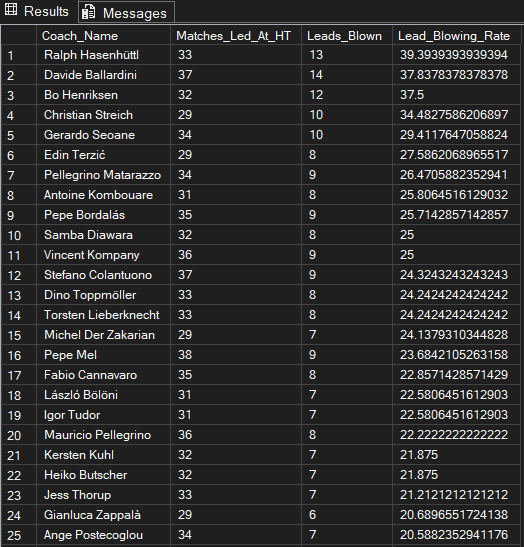 Results Messages
Coach_Name Matches_Led_At_HT Leads_Blown Lead_Blowing_Rate
1 Ralph Hasenhüttl 33 13 39.3939393939394
2 Davide Ballardini 37 14 37.8378378378378
3 Bo Henriksen 32 12 37.5
4 Christian Streich 29 10 34.4827586206897
5 Gerardo Seoane 34 10 29.4117647058824
6 Edin Terzić 29 8 27.5862068965517
7 Pellegrino Matarazzo 34 9 26.4705882352941
8 Antoine Kombouare 31 8 25.8064516129032
9 Pepe Bordalás 35 9 25.7142857142857
10 Samba Diawara 32 8 25
11 Vincent Kompany 36 9 25
12 Stefano Colantuono 37 9 24.3243243243243
13 Dino Toppmöller 33 8 24.2424242424242
14 Torsten Lieberknecht 33 8 24.2424242424242
15 Michel Der Zakarian 29 7 24.1379310344828
16 Pepe Mel 38 9 23.6842105263158
17 Fabio Cannavaro 35 8 22.8571428571429
18 László Bölöni 31 7 22.5806451612903
19 Igor Tudor 31 7 22.5806451612903
20 Mauricio Pellegrino 36 8 22.2222222222222
21 Kersten Kuhl 32 7 21.875
22 Heiko Butscher 32 7 21.875
23 Jess Thorup 33 7 21.2121212121212
24 Gianluca Zappalà 29 6 20.6896551724138
25 Ange Postecoglou 34 7 20.5882352941176